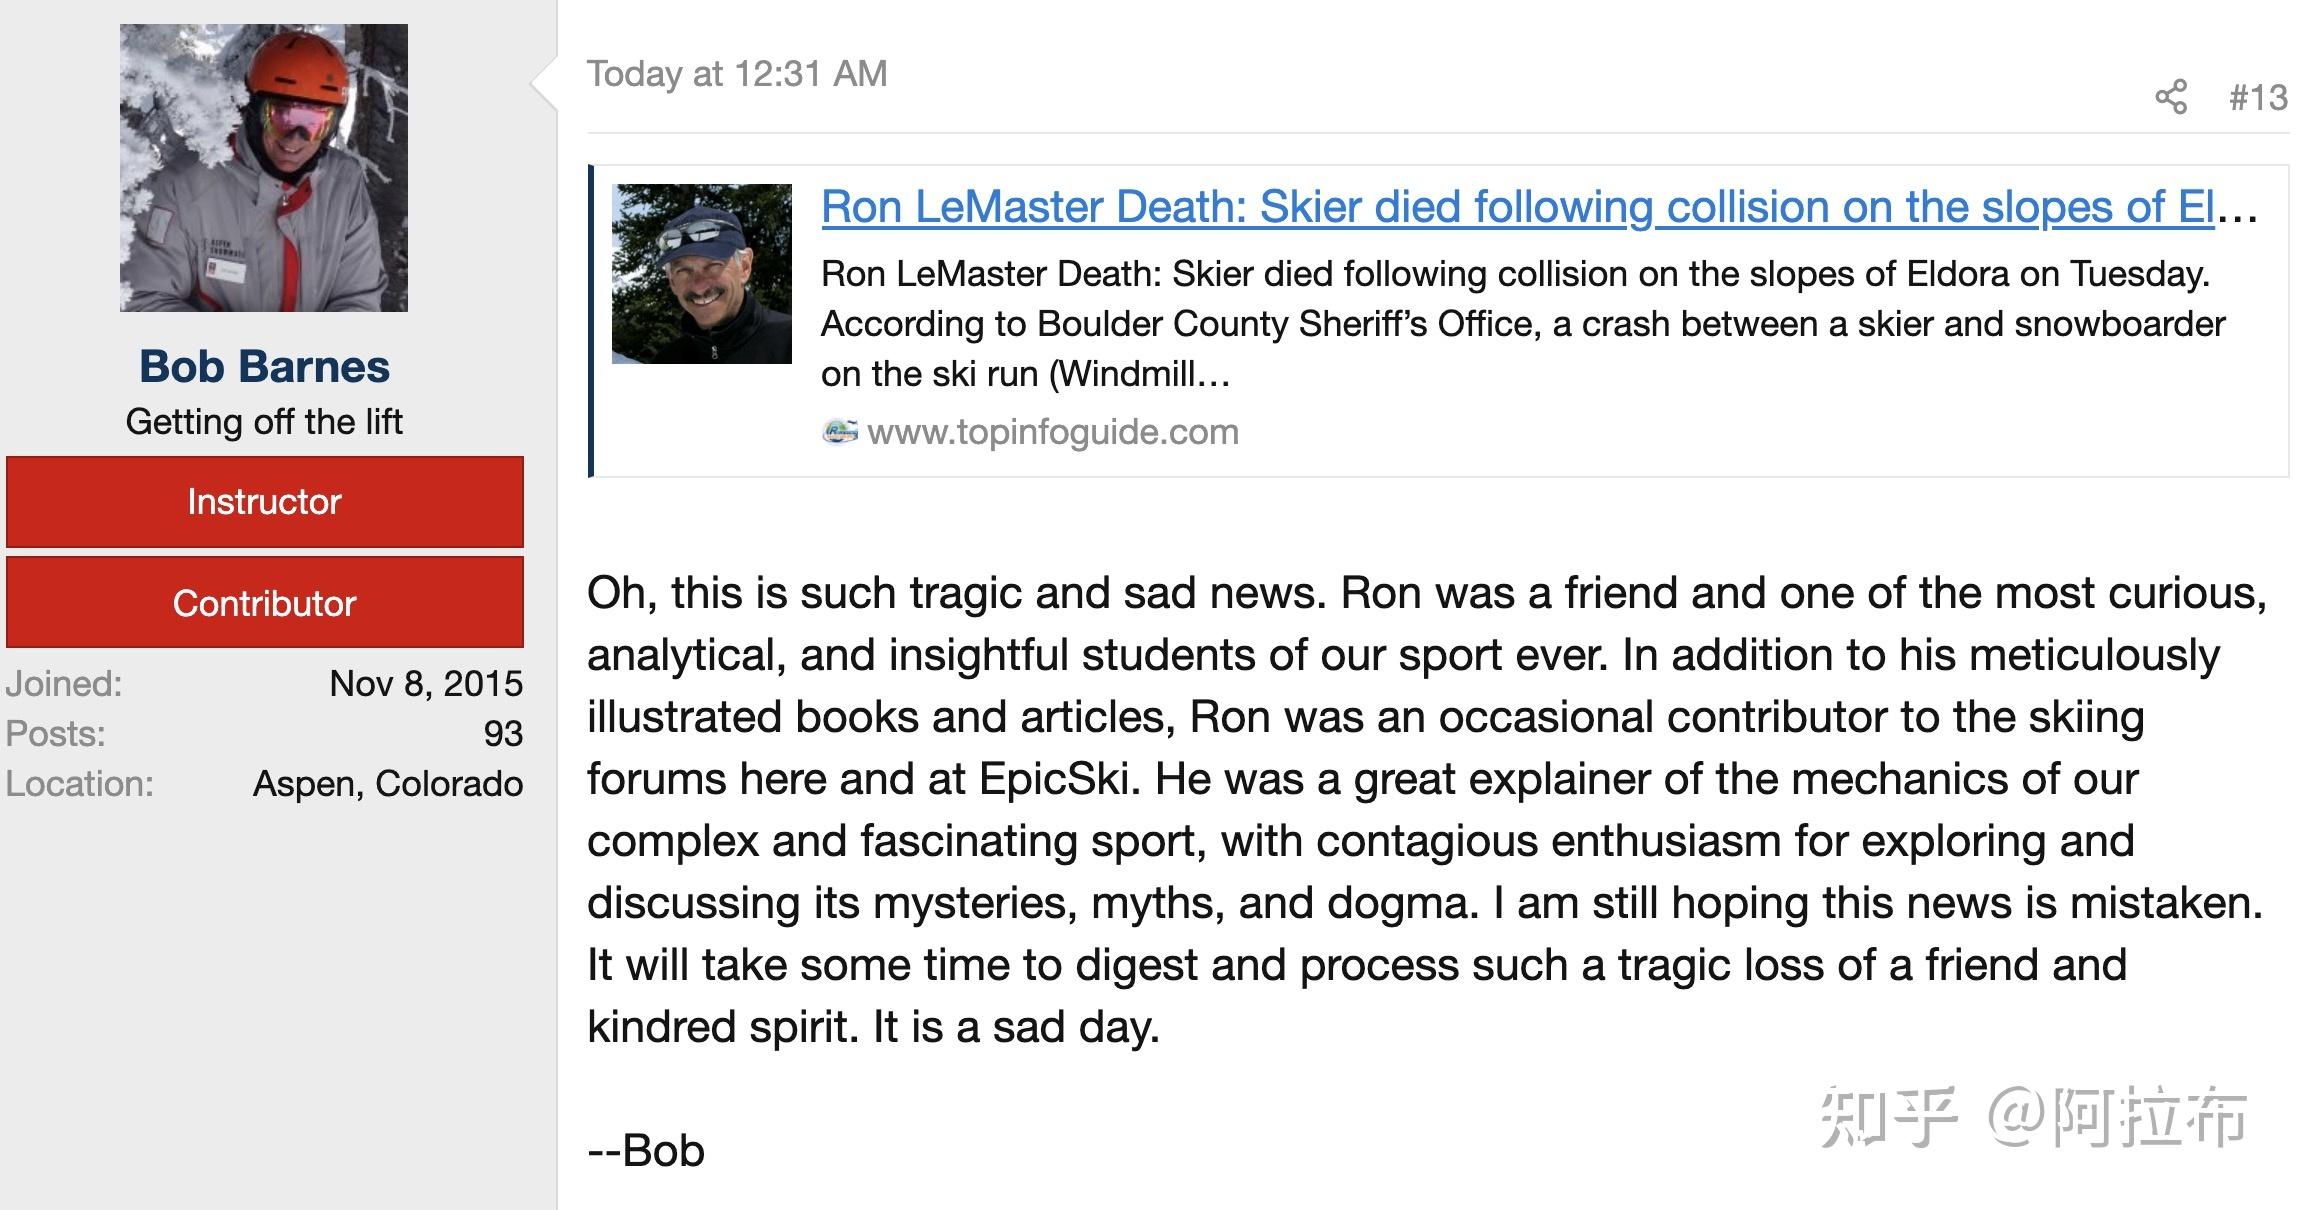 Today at 12:31 AM
#13
Ron LeMaster Death: Skier died following collision on the slopes of El...
Ron LeMaster Death: Skier died following collision on the slopes of Eldora on Tuesday.
According to Boulder County Sheriff’s Office, a crash between a skier and snowboarder
on the ski run (Windmill...
www.topinfoguide.com
Bob Barnes
Getting off the lift
Instructor
Contributor
Joined: Nov 8, 2015
Posts: 93
Location: Aspen, Colorado
Oh, this is such tragic and sad news. Ron was a friend and one of the most curious,
analytical, and insightful students of our sport ever. In addition to his meticulously
illustrated books and articles, Ron was an occasional contributor to the skiing
forums here and at EpicSki. He was a great explainer of the mechanics of our
complex and fascinating sport, with contagious enthusiasm for exploring and
discussing its mysteries, myths, and dogma. I am still hoping this news is mistaken.
It will take some time to digest and process such a tragic loss of a friend and
kindred spirit. It is a sad day.
--Bob
知乎 @阿拉布